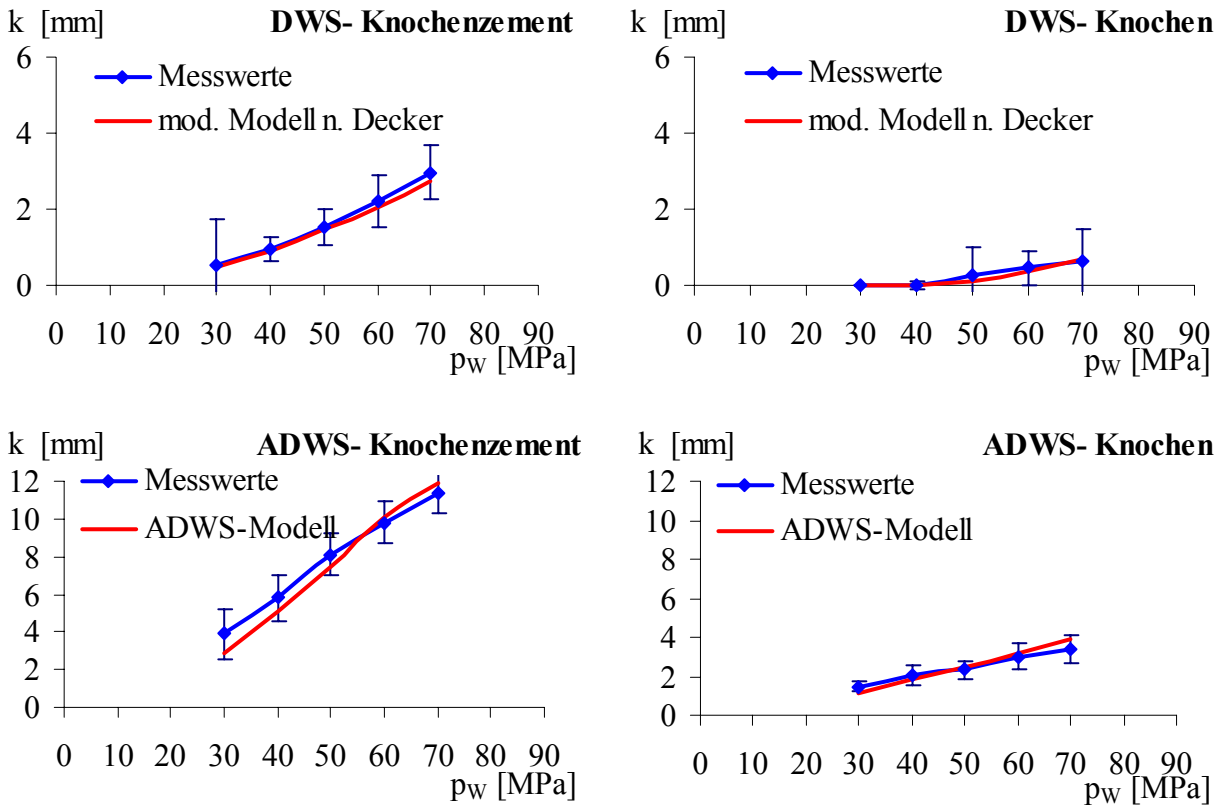 k [mm]
DWS- Knochenzement
6
4
2
0
Messwerte
mod. Modell n. Decker
0 10 20 30 40 50 60 70 80 90
pW [MPa]
k [mm]
DWS- Knochen
6
4
2
0
Messwerte
mod. Modell n. Decker
0 10 20 30 40 50 60 70 80 90
pW [MPa]
k [mm]
ADWS- Knochenzement
12
10
8
6
4
2
0
Messwerte
ADWS-Modell
0 10 20 30 40 50 60 70 80 90
pW [MPa]
k [mm]
ADWS- Knochen
12
10
8
6
4
2
0
Messwerte
ADWS-Modell
0 10 20 30 40 50 60 70 80 90
pW [MPa]